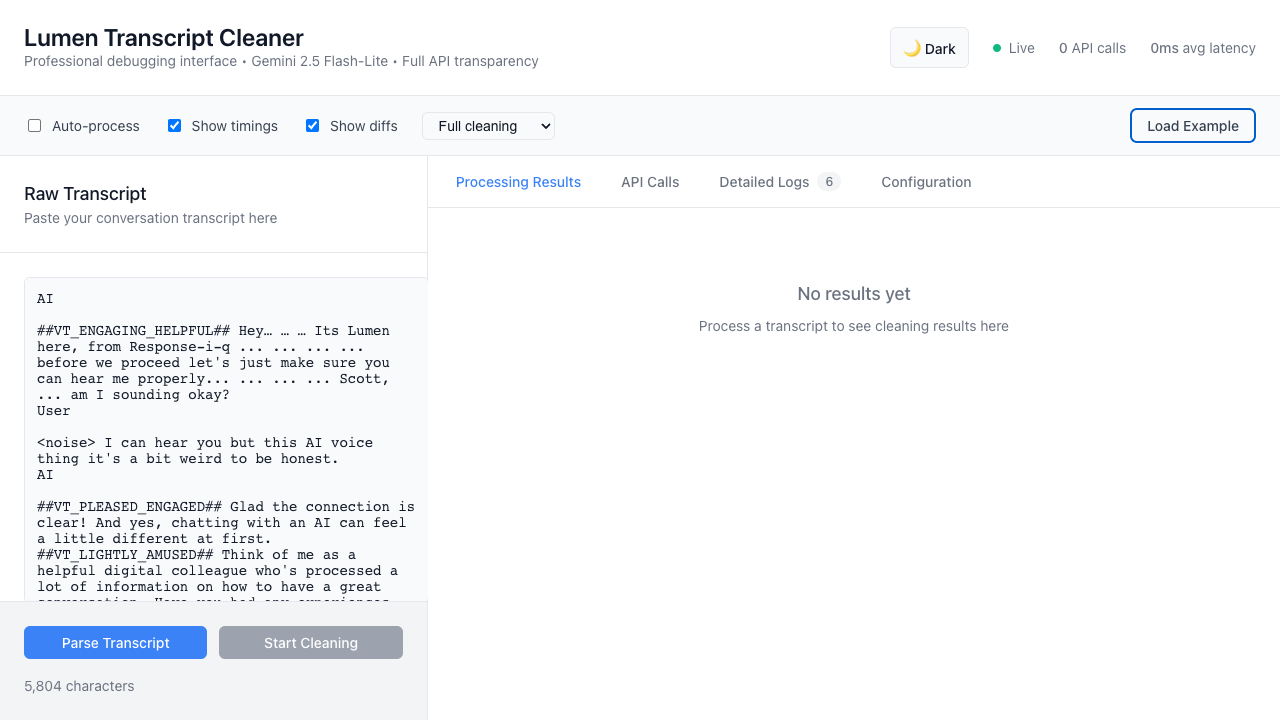 Lumen Transcript Cleaner
Professional debugging interface • Gemini 2.5 Flash-Lite • Full API transparency
🌙 Dark
Live
0 API calls
0ms avg latency
Auto-process
Show timings
Show diffs
Full cleaning
Load Example
Raw Transcript
Paste your conversation transcript here
Processing Results
API Calls
Detailed Logs 6
Configuration
AI
##VT_ENGAGING_HELPFUL## Hey… … … Its Lumen
here, from Response-i-q ... ... ... ...
before we proceed let's just make sure you
can hear me properly... ... ... ... Scott,
... am I sounding okay?
User
<noise> I can hear you but this AI voice
thing it's a bit weird to be honest.
AI
##VT_PLEASED_ENGAGED## Glad the connection is
clear! And yes, chatting with an AI can feel
a little different at first.
##VT_LIGHTLY_AMUSED## Think of me as a
helpful digital colleague who's processed a
lot of information on how to have a great
No results yet
Process a transcript to see cleaning results here
Parse Transcript
Start Cleaning
5,804 characters